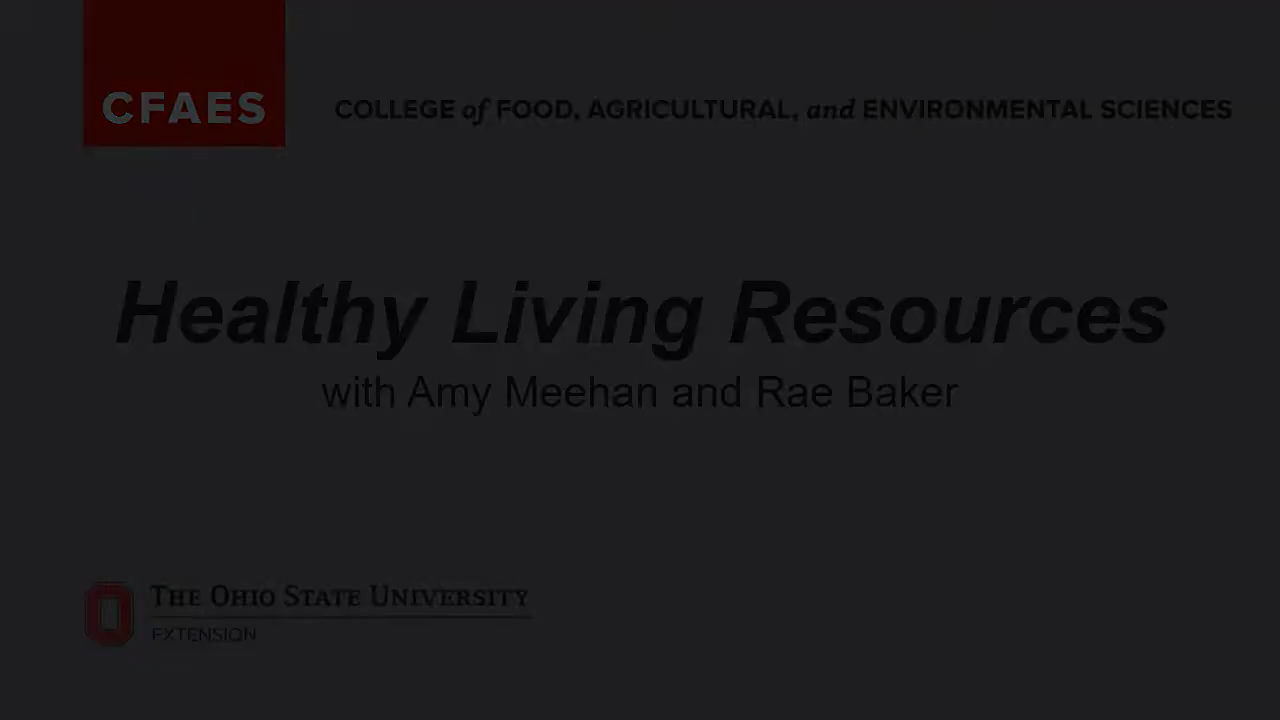 CFAES
COLLEGE of FOOD, AGRICULTURAL, and ENVIRONMENTAL SCIENCES
Healthy Living Resources
with Amy Meehan and Rae Baker
THE OHIO STATE UNIVERSITY
EXTENSION